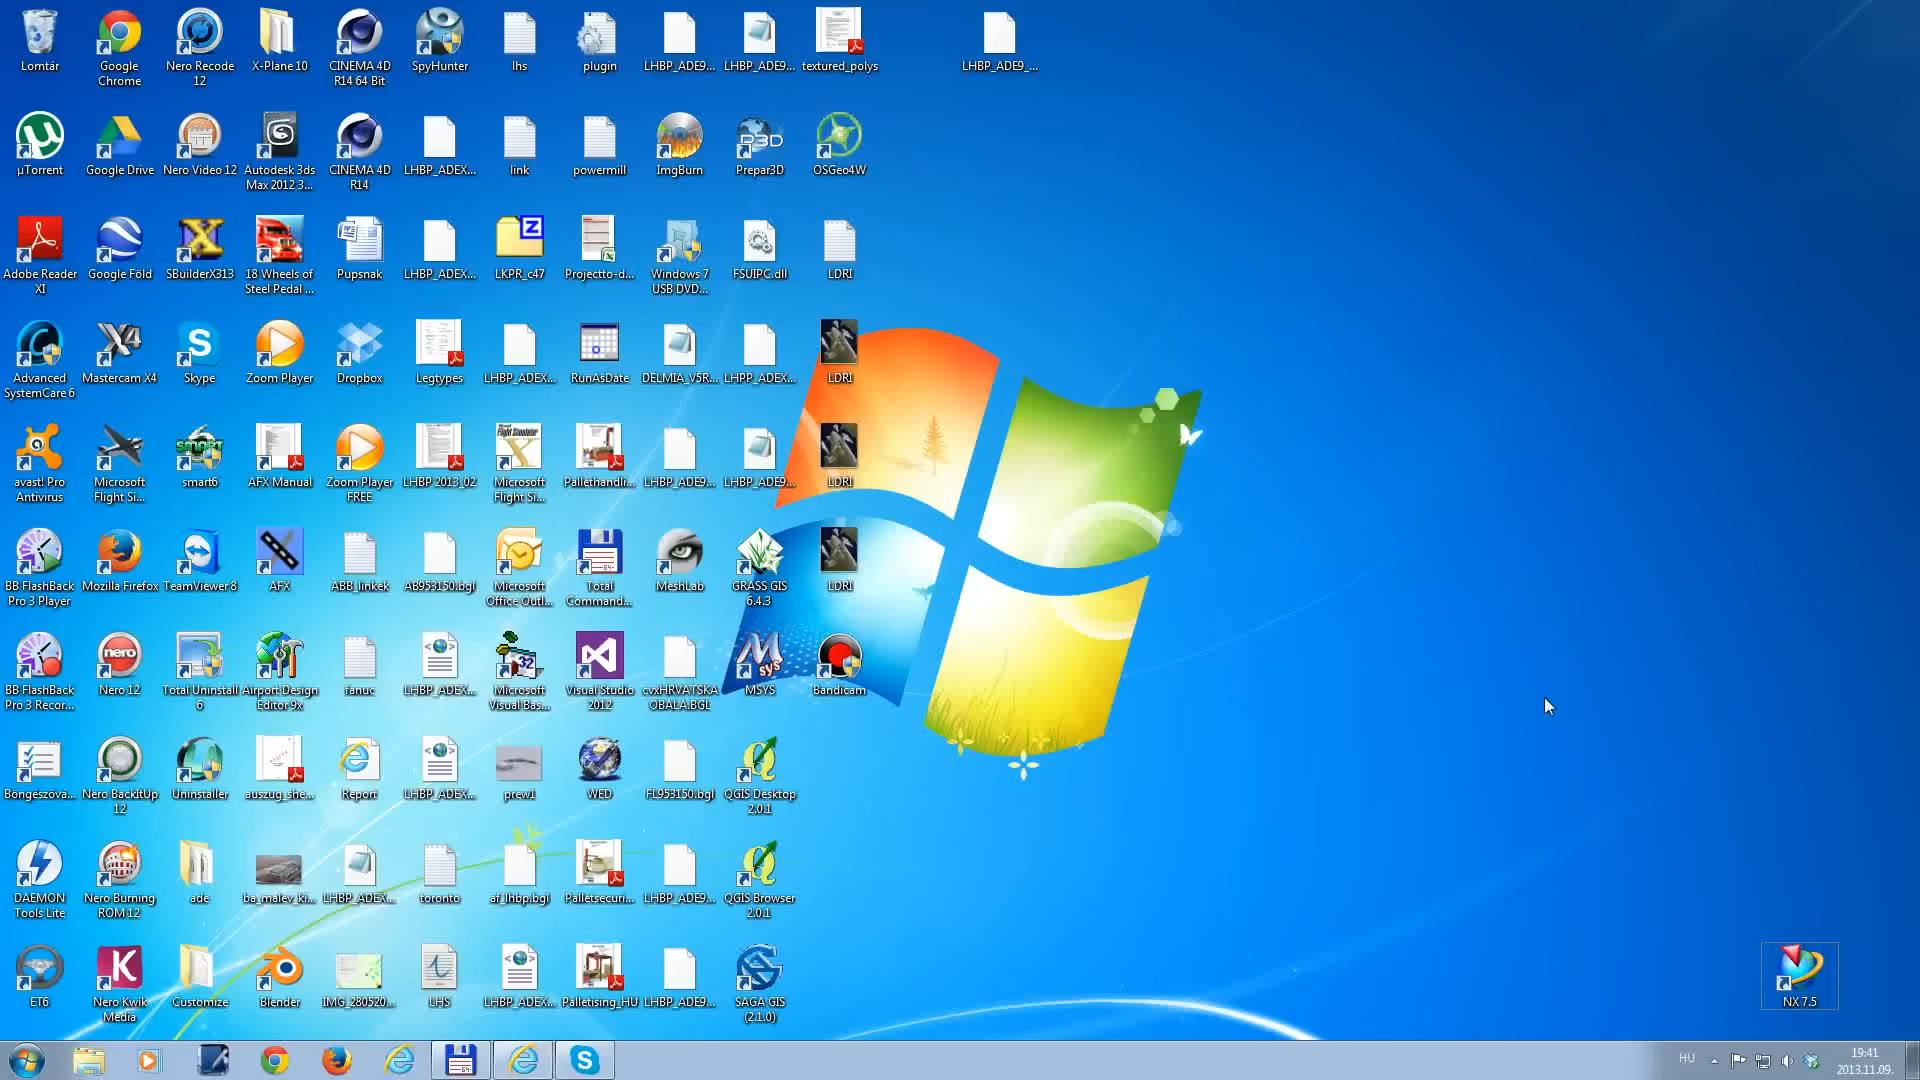 Lomtár
Google
Chrome
Nero Recode
12
X-Plane 10
CINEMA 4D
R14 64 Bit
SpyHunter
lhs
plugin
LHBP_ADE9...
LHBP_ADE9...
textured_polys
LHBP_ADE9_...
µTorrent
Google Drive
Nero Video 12
Autodesk 3ds
Max 2012 3...
CINEMA 4D
R14
LHBP_ADEX...
link
powermill
ImgBurn
P3D
Prepar3D
OSGeo4W
Adobe Reader
XI
Google Föld
SBuilderX313
18 Wheels of
Steel Pedal ...
Pupsnak
LHBP_ADEX...
LKPR_c47
Projectto-d...
Windows 7
USB DVD...
FSUIPC.dll
LDRI
Advanced
SystemCare 6
X4
Mastercam X4
Skype
Zoom Player
Dropbox
Legtypes
LHBP_ADEX...
RunAsDate
DELMIA_V5R...
LHPP_ADEX...
LDRI
avast! Pro
Antivirus
Microsoft
Flight Si...
smart6
AFX Manual
Zoom Player
FREE
LHBP 2013_02
Flight Simulator
Microsoft
Flight Si...
Pallethandli...
LHBP_ADE9...
LHBP_ADE9...
LDRI
BB FlashBack
Pro 3 Player
Mozilla Firefox
TeamViewer 8
AFX
ABB_linkek
AB953150.bgl
Microsoft
Office Outl...
Total
Command...
MeshLab
GRASS GIS
6.4.3
LDRI
BB FlashBack
Pro 3 Recor...
nero
Nero 12
Total Uninstall
6
Airport Design
Editor 9x
fanuc
LHBP_ADEX...
32
Microsoft
Visual Bas...
Visual Studio
2012
cvxHRVATSKA
OBALA.BGL
Msys
MSYS
Bandicam
Böngészőva...
Nero BackItUp
12
Uninstaller
auszug_she...
Report
LHBP_ADEX...
prew1
WED
FL953150.bgl
QGIS Desktop
2.0.1
DAEMON
Tools Lite
Nero Burning
ROM 12
ade
ba_malev_ki...
LHBP_ADEX...
toronto
af_lhbp.bgl
Palletsecuri...
LHBP_ADE9...
QGIS Browser
2.0.1
ET6
Nero Kwik
Media
Customize
Blender
IMG_280520...
LHS
LHBP_ADEX...
Palletising_HU
LHBP_ADE9...
SAGA GIS
(2.1.0)
NX 7.5
HU
19:41
2013.11.09.